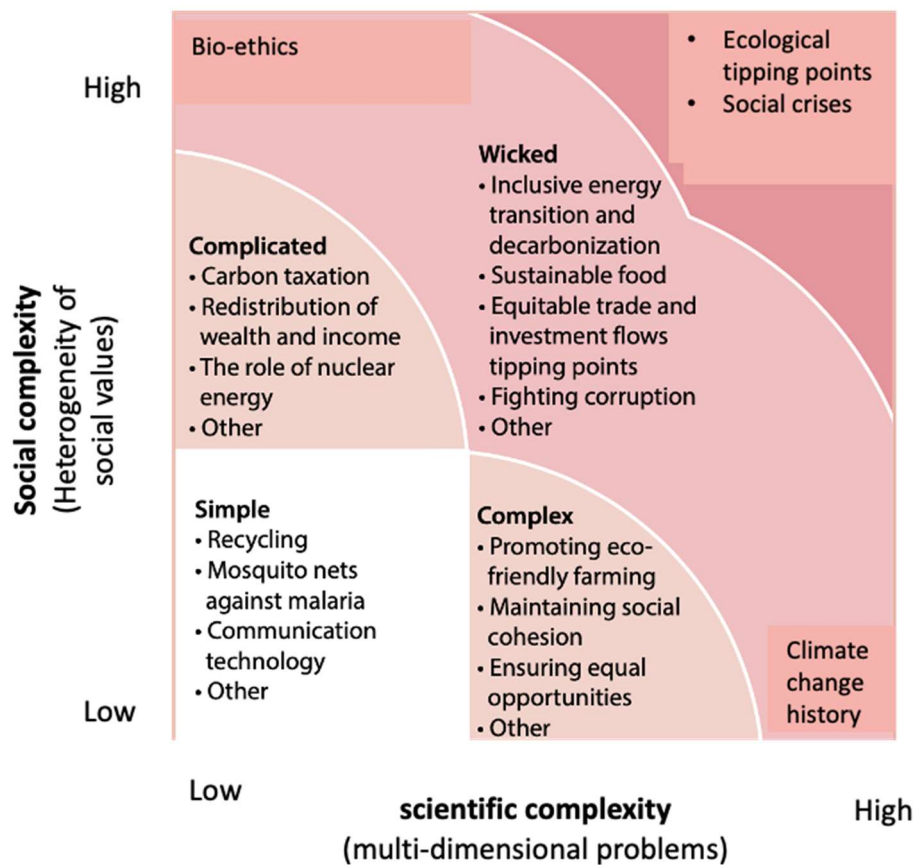 Bio-ethics
• Ecological
tipping points
• Social crises
High
Wicked
• Inclusive energy
transition and
decarbonization
• Sustainable food
• Equitable trade and
investment flows
tipping points
• Fighting corruption
• Other
Complicated
• Carbon taxation
• Redistribution of
wealth and income
• The role of nuclear
energy
• Other
Social complexity
(Heterogeneity of
social values)
Simple
• Recycling
• Mosquito nets
against malaria
• Communication
technology
• Other
Complex
• Promoting eco-
friendly farming
• Maintaining social
cohesion
• Ensuring equal
opportunities
• Other
Climate
change
history
Low
Low
scientific complexity
(multi-dimensional problems)
High